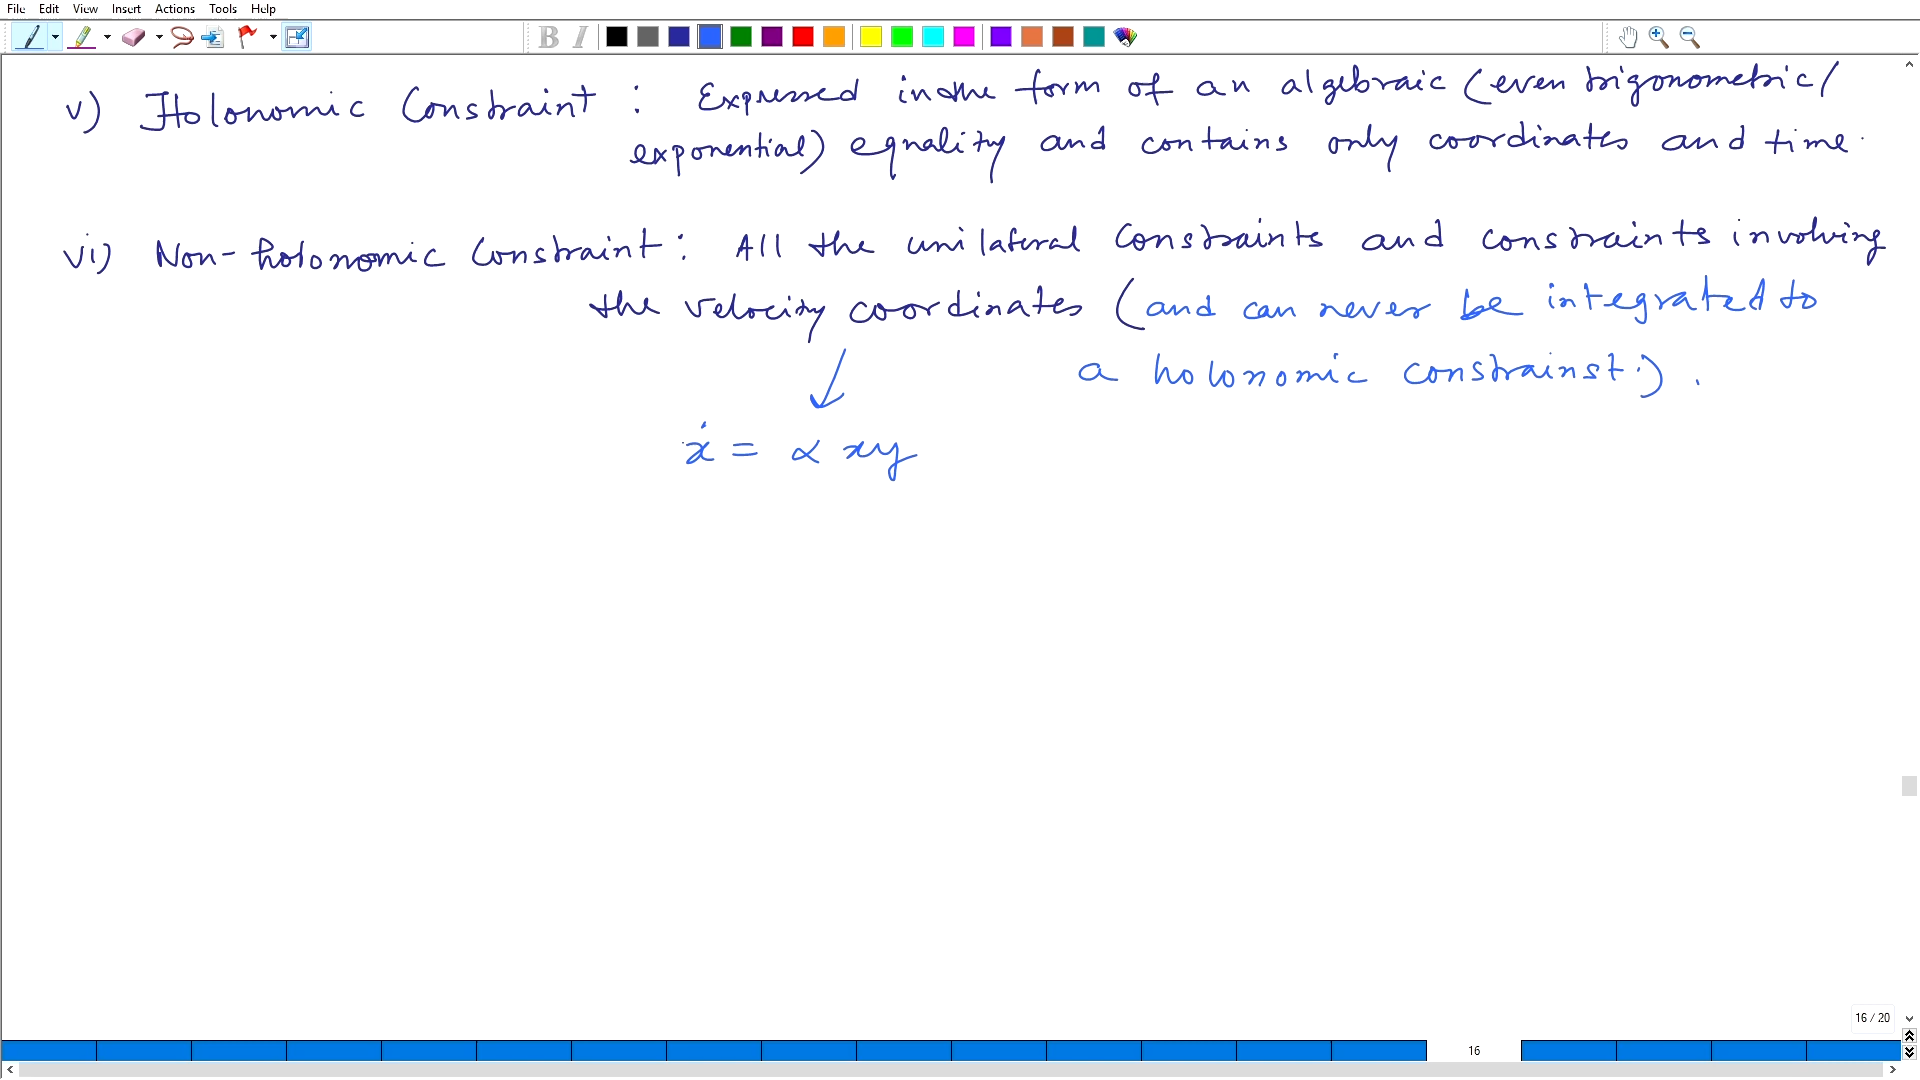 File Edit View Insert Actions Tools Help
B I
v) Holonomic Constraint : Expressed in the form of an algebraic (even trigonometric/
exponential) equality and contains only coordinates and time.
vi) Non-holonomic Constraint : All the unilateral constraints and constraints involving
the velocity coordinates (and can never be integrated to
a holonomic constrainst.) .
ẋ = α xy
16 / 20
16